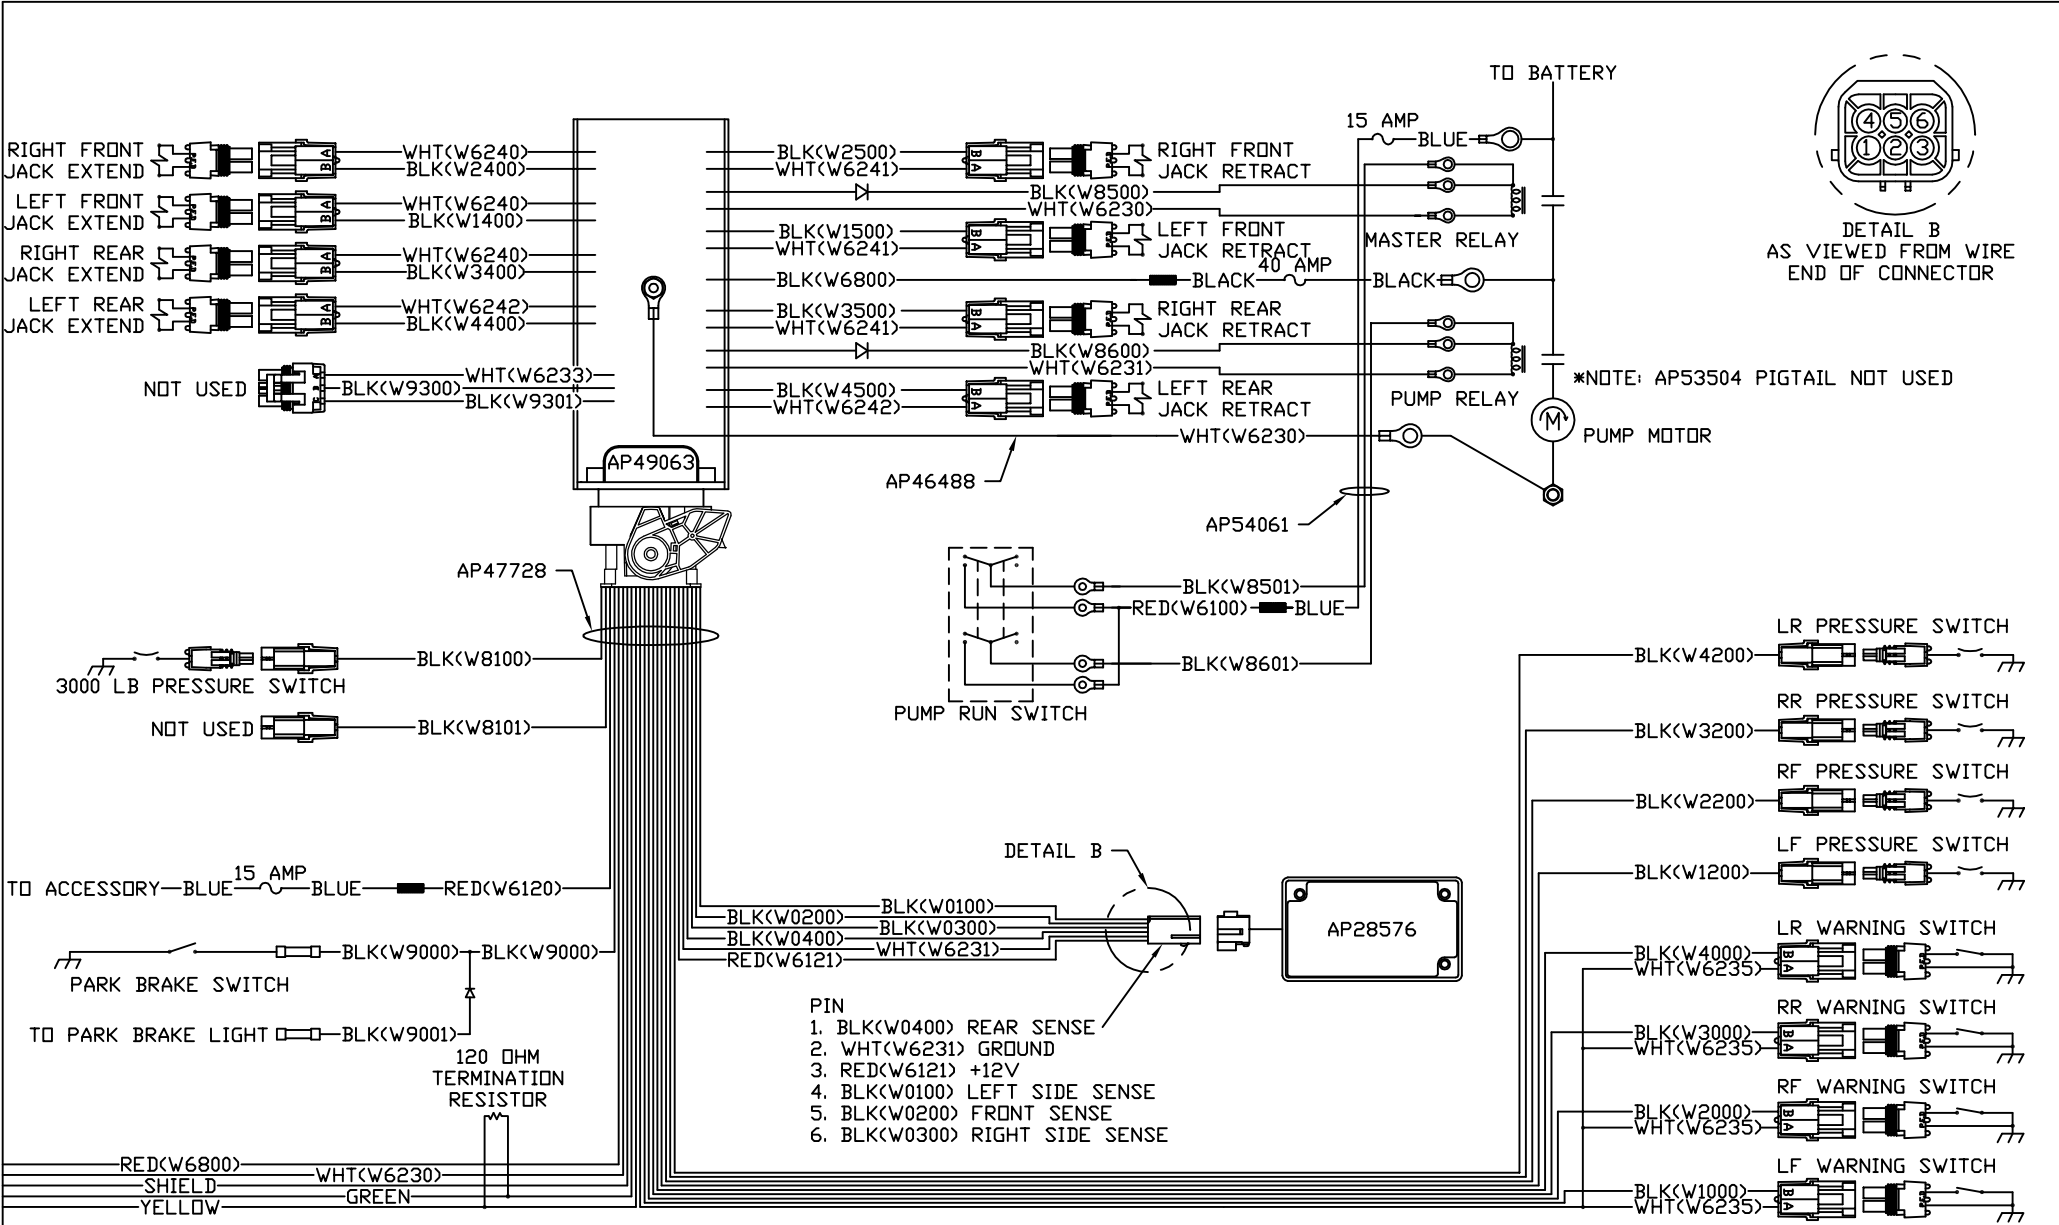 TO BATTERY
15 AMP
BLUE
4 5 6
1 2 3
DETAIL B
AS VIEWED FROM WIRE
END OF CONNECTOR
RIGHT FRONT
JACK EXTEND
B A
WHT(W6240)
BLK(W2400)
LEFT FRONT
JACK EXTEND
B A
WHT(W6240)
BLK(W1400)
RIGHT REAR
JACK EXTEND
B A
WHT(W6240)
BLK(W3400)
LEFT REAR
JACK EXTEND
B A
WHT(W6242)
BLK(W4400)
NOT USED
WHT(W6233)
BLK(W9300)
BLK(W9301)
BLK(W2500)
WHT(W6241)
B A
RIGHT FRONT
JACK RETRACT
BLK(W8500)
WHT(W6230)
BLK(W1500)
WHT(W6241)
B A
LEFT FRONT
JACK RETRACT
MASTER RELAY
BLK(W6800)
BLACK
40 AMP
BLACK
BLK(W3500)
WHT(W6241)
B A
RIGHT REAR
JACK RETRACT
BLK(W8600)
WHT(W6231)
BLK(W4500)
WHT(W6242)
B A
LEFT REAR
JACK RETRACT
PUMP RELAY
*NOTE: AP53504 PIGTAIL NOT USED
M
PUMP MOTOR
WHT(W6230)
AP49063
AP46488
AP54061
AP47728
BLK(W8501)
RED(W6100)
BLUE
BLK(W8601)
PUMP RUN SWITCH
BLK(W8100)
3000 LB PRESSURE SWITCH
NOT USED
BLK(W8101)
LR PRESSURE SWITCH
BLK(W4200)
RR PRESSURE SWITCH
BLK(W3200)
RF PRESSURE SWITCH
BLK(W2200)
LF PRESSURE SWITCH
BLK(W1200)
TO ACCESSORY
BLUE
15 AMP
BLUE
RED(W6120)
DETAIL B
BLK(W0100)
BLK(W0200)
BLK(W0300)
BLK(W0400)
WHT(W6231)
RED(W6121)
AP28576
LR WARNING SWITCH
BLK(W4000)
WHT(W6235)
B A
BLK(W9000)
BLK(W9000)
PARK BRAKE SWITCH
TO PARK BRAKE LIGHT
BLK(W9001)
PIN
1. BLK(W0400) REAR SENSE
2. WHT(W6231) GROUND
3. RED(W6121) +12V
4. BLK(W0100) LEFT SIDE SENSE
5. BLK(W0200) FRONT SENSE
6. BLK(W0300) RIGHT SIDE SENSE
RR WARNING SWITCH
BLK(W3000)
WHT(W6235)
B A
RF WARNING SWITCH
BLK(W2000)
WHT(W6235)
B A
LF WARNING SWITCH
BLK(W1000)
WHT(W6235)
B A
120 OHM
TERMINATION
RESISTOR
RED(W6800)
WHT(W6230)
SHIELD
GREEN
YELLOW